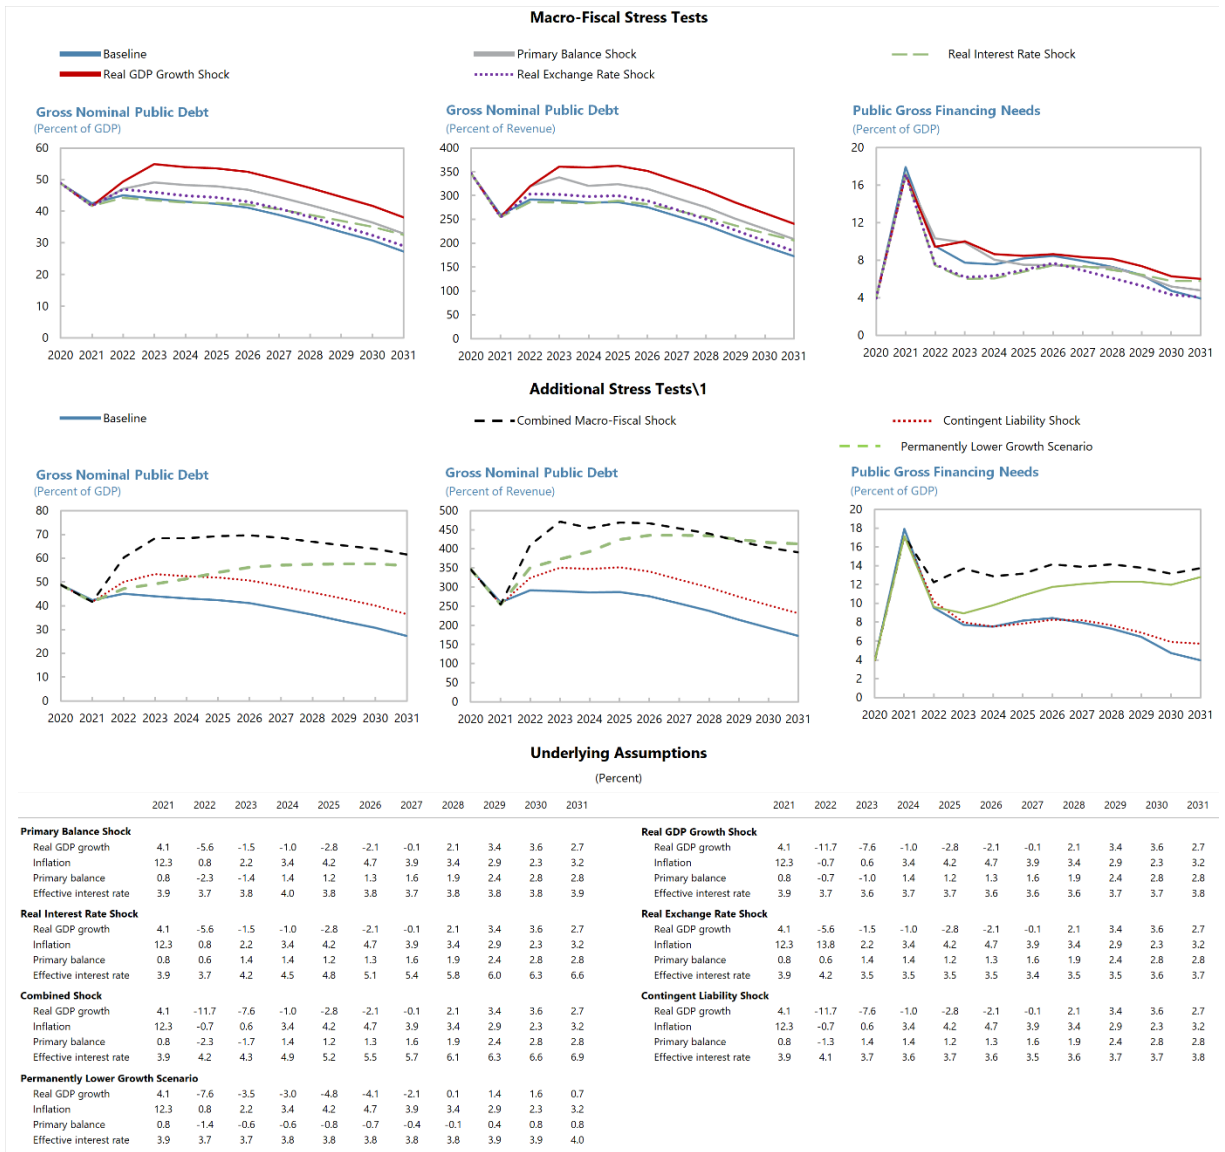 Macro-Fiscal Stress Tests
Baseline
Primary Balance Shock
Real Interest Rate Shock
Real GDP Growth Shock
Real Exchange Rate Shock
Gross Nominal Public Debt
(Percent of GDP)
60
50
40
30
20
10
0
2020 2021 2022 2023 2024 2025 2026 2027 2028 2029 2030 2031
Gross Nominal Public Debt
(Percent of Revenue)
400
350
300
250
200
150
100
50
0
2020 2021 2022 2023 2024 2025 2026 2027 2028 2029 2030 2031
Public Gross Financing Needs
(Percent of GDP)
20
16
12
8
4
0
2020 2021 2022 2023 2024 2025 2026 2027 2028 2029 2030 2031
Additional Stress Tests\1
Baseline
Combined Macro-Fiscal Shock
Contingent Liability Shock
Permanently Lower Growth Scenario
Gross Nominal Public Debt
(Percent of GDP)
80
70
60
50
40
30
20
10
0
2020 2021 2022 2023 2024 2025 2026 2027 2028 2029 2030 2031
Gross Nominal Public Debt
(Percent of Revenue)
500
450
400
350
300
250
200
150
100
50
0
2020 2021 2022 2023 2024 2025 2026 2027 2028 2029 2030 2031
Public Gross Financing Needs
(Percent of GDP)
20
18
16
14
12
10
8
6
4
2
0
2020 2021 2022 2023 2024 2025 2026 2027 2028 2029 2030 2031
Underlying Assumptions
(Percent)
2021 2022 2023 2024 2025 2026 2027 2028 2029 2030 2031
Primary Balance Shock
Real GDP growth 4.1 -5.6 -1.5 -1.0 -2.8 -2.1 -0.1 2.1 3.4 3.6 2.7
Inflation 12.3 0.8 2.2 3.4 4.2 4.7 3.9 3.4 2.9 2.3 3.2
Primary balance 0.8 -2.3 -1.4 1.4 1.2 1.3 1.6 1.9 2.4 2.8 2.8
Effective interest rate 3.9 3.7 3.8 4.0 3.8 3.8 3.7 3.8 3.8 3.8 3.9
Real Interest Rate Shock
Real GDP growth 4.1 -5.6 -1.5 -1.0 -2.8 -2.1 -0.1 2.1 3.4 3.6 2.7
Inflation 12.3 0.8 2.2 3.4 4.2 4.7 3.9 3.4 2.9 2.3 3.2
Primary balance 0.8 0.6 1.4 1.4 1.2 1.3 1.6 1.9 2.4 2.8 2.8
Effective interest rate 3.9 3.7 4.2 4.5 4.8 5.1 5.4 5.8 6.0 6.3 6.6
Combined Shock
Real GDP growth 4.1 -11.7 -7.6 -1.0 -2.8 -2.1 -0.1 2.1 3.4 3.6 2.7
Inflation 12.3 -0.7 0.6 3.4 4.2 4.7 3.9 3.4 2.9 2.3 3.2
Primary balance 0.8 -2.3 -1.7 1.4 1.2 1.3 1.6 1.9 2.4 2.8 2.8
Effective interest rate 3.9 4.2 4.3 4.9 5.2 5.5 5.7 6.1 6.3 6.6 6.9
Permanently Lower Growth Scenario
Real GDP growth 4.1 -7.6 -3.5 -3.0 -4.8 -4.1 -2.1 0.1 1.4 1.6 0.7
Inflation 12.3 0.8 2.2 3.4 4.2 4.7 3.9 3.4 2.9 2.3 3.2
Primary balance 0.8 -1.4 -0.6 -0.6 -0.8 -0.7 -0.4 -0.1 0.4 0.8 0.8
Effective interest rate 3.9 3.7 3.7 3.8 3.8 3.8 3.8 3.8 3.9 3.9 4.0
2021 2022 2023 2024 2025 2026 2027 2028 2029 2030 2031
Real GDP Growth Shock
Real GDP growth 4.1 -11.7 -7.6 -1.0 -2.8 -2.1 -0.1 2.1 3.4 3.6 2.7
Inflation 12.3 -0.7 0.6 3.4 4.2 4.7 3.9 3.4 2.9 2.3 3.2
Primary balance 0.8 -0.7 -1.0 1.4 1.2 1.3 1.6 1.9 2.4 2.8 2.8
Effective interest rate 3.9 3.7 3.6 3.7 3.7 3.6 3.6 3.6 3.7 3.7 3.8
Real Exchange Rate Shock
Real GDP growth 4.1 -5.6 -1.5 -1.0 -2.8 -2.1 -0.1 2.1 3.4 3.6 2.7
Inflation 12.3 13.8 2.2 3.4 4.2 4.7 3.9 3.4 2.9 2.3 3.2
Primary balance 0.8 0.6 1.4 1.4 1.2 1.3 1.6 1.9 2.4 2.8 2.8
Effective interest rate 3.9 4.2 3.5 3.5 3.5 3.5 3.4 3.5 3.5 3.6 3.7
Contingent Liability Shock
Real GDP growth 4.1 -11.7 -7.6 -1.0 -2.8 -2.1 -0.1 2.1 3.4 3.6 2.7
Inflation 12.3 -0.7 0.6 3.4 4.2 4.7 3.9 3.4 2.9 2.3 3.2
Primary balance 0.8 -1.3 1.4 1.4 1.2 1.3 1.6 1.9 2.4 2.8 2.8
Effective interest rate 3.9 4.1 3.7 3.6 3.7 3.6 3.5 3.6 3.7 3.7 3.8